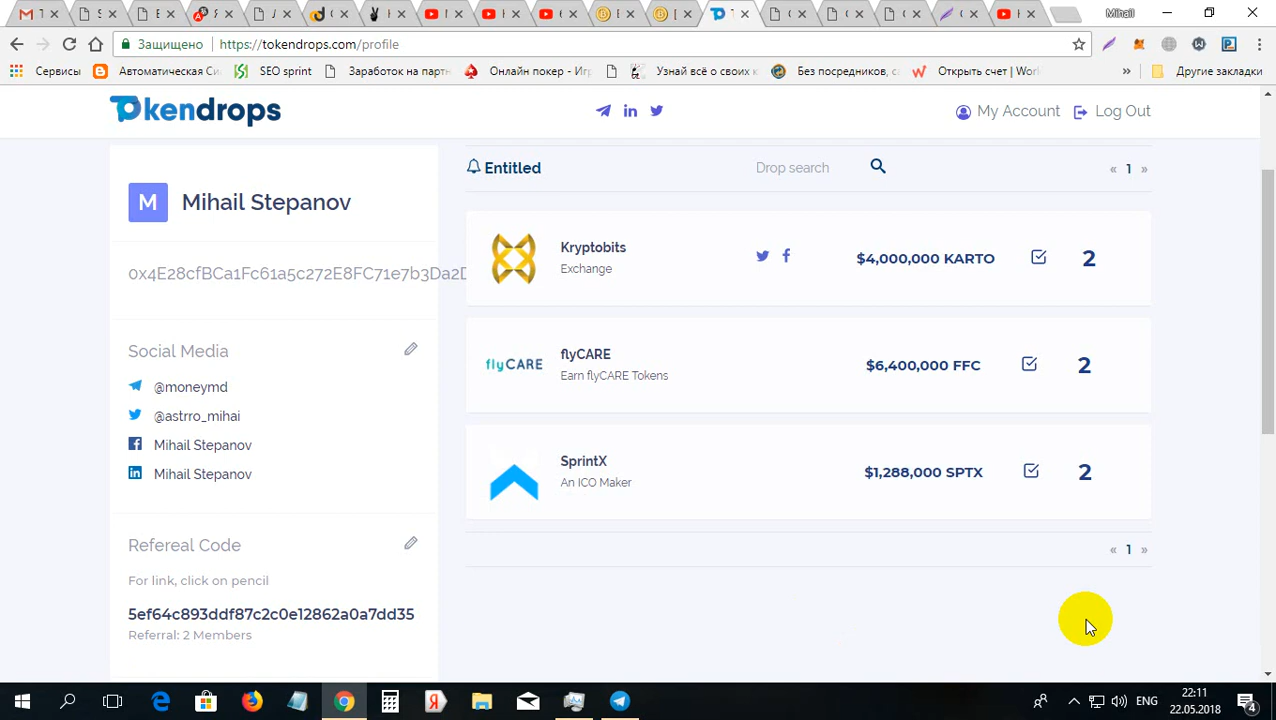 Mihail
Защищено
https://tokendrops.com/profile
Сервисы
Автоматическая Си
SEO sprint
Заработок на партн
Онлайн покер - Иг
Узнай всё о своих к
Без посредников, с
Открыть счет | Wor
»
Другие закладки
Tokendrops
My Account
Log Out
M
Mihail Stepanov
0x4E28cfBCa1Fc61a5c272E8FC71e7b3Da2D
Social Media
@moneymd
@astrro_mihai
Mihail Stepanov
Mihail Stepanov
Refereal Code
For link, click on pencil
5ef64c893ddf87c2c0e12862a0a7dd35
Referral: 2 Members
Entitled
Drop search
« 1 »
Kryptobits
Exchange
$4,000,000 KARTO
2
flyCARE
flyCARE
Earn flyCARE Tokens
$6,400,000 FFC
2
SprintX
An ICO Maker
$1,288,000 SPTX
2
« 1 »
ENG
22:11
22.05.2018
4